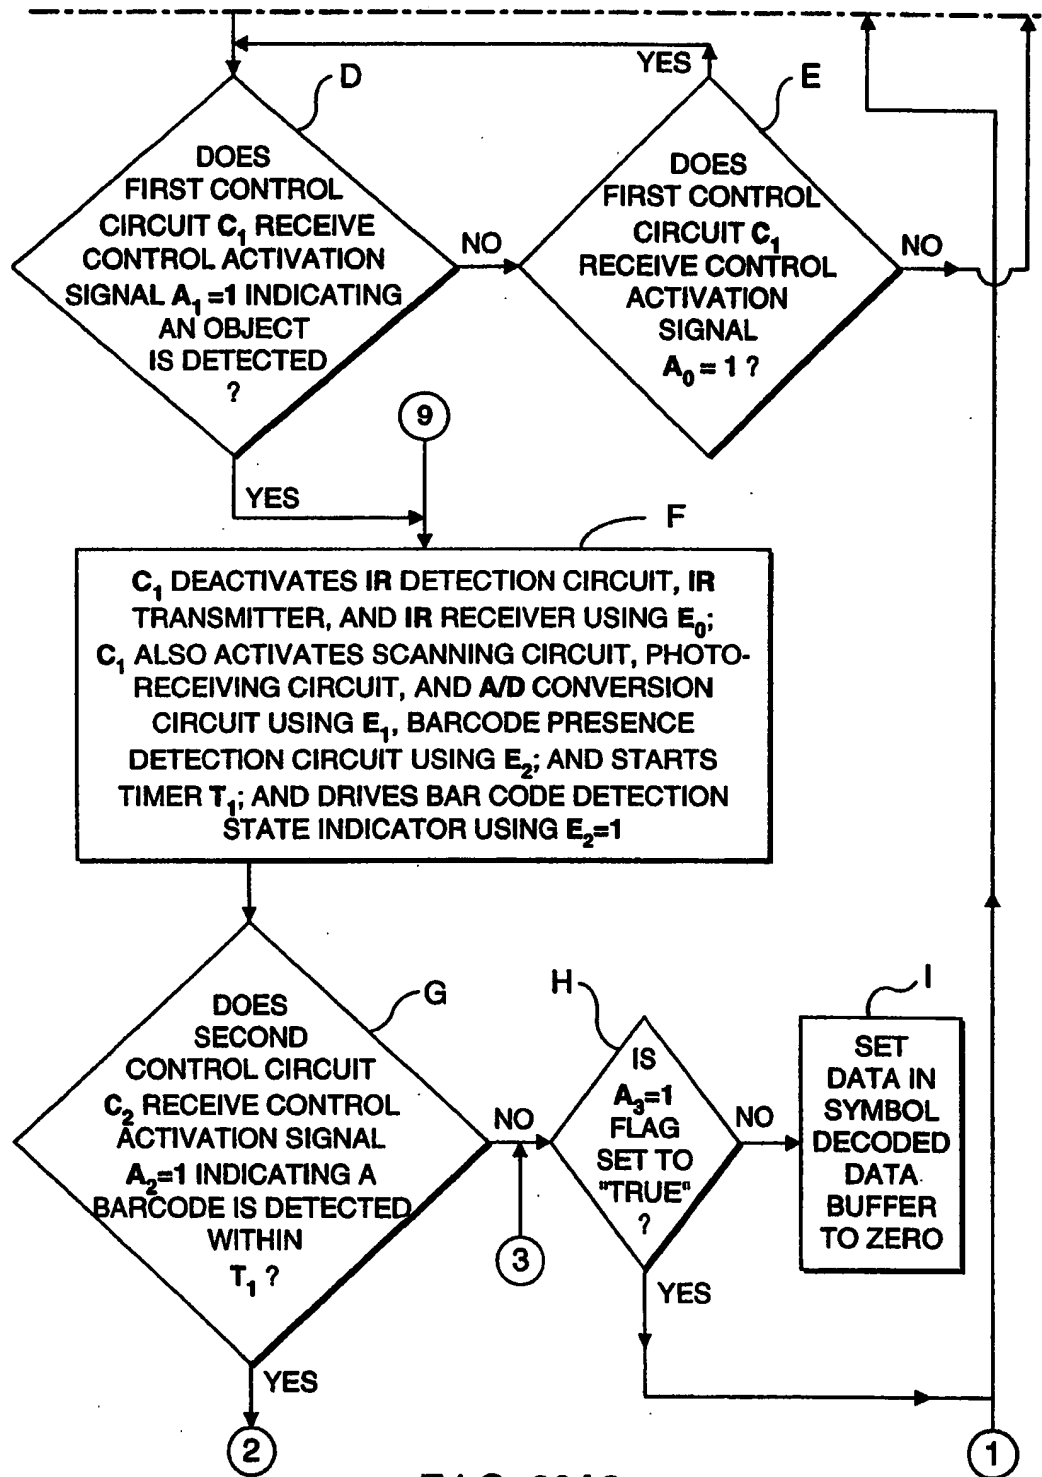 D
DOES
FIRST CONTROL
CIRCUIT C₁ RECEIVE
CONTROL ACTIVATION
SIGNAL A₁ =1 INDICATING
AN OBJECT
IS DETECTED
?
NO
YES
E
DOES
FIRST CONTROL
CIRCUIT C₁
RECEIVE CONTROL
ACTIVATION
SIGNAL
A₀ = 1 ?
YES
NO
9
F
C₁ DEACTIVATES IR DETECTION CIRCUIT, IR
TRANSMITTER, AND IR RECEIVER USING E₀;
C₁ ALSO ACTIVATES SCANNING CIRCUIT, PHOTO-
RECEIVING CIRCUIT, AND A/D CONVERSION
CIRCUIT USING E₁, BARCODE PRESENCE
DETECTION CIRCUIT USING E₂; AND STARTS
TIMER T₁; AND DRIVES BAR CODE DETECTION
STATE INDICATOR USING E₂=1
G
DOES
SECOND
CONTROL CIRCUIT
C₂ RECEIVE CONTROL
ACTIVATION SIGNAL
A₂=1 INDICATING A
BARCODE IS DETECTED
WITHIN
T₁ ?
NO
YES
3
2
H
IS
A₃=1
FLAG
SET TO
"TRUE"
?
NO
YES
I
SET
DATA IN
SYMBOL
DECODED
DATA
BUFFER
TO ZERO
1